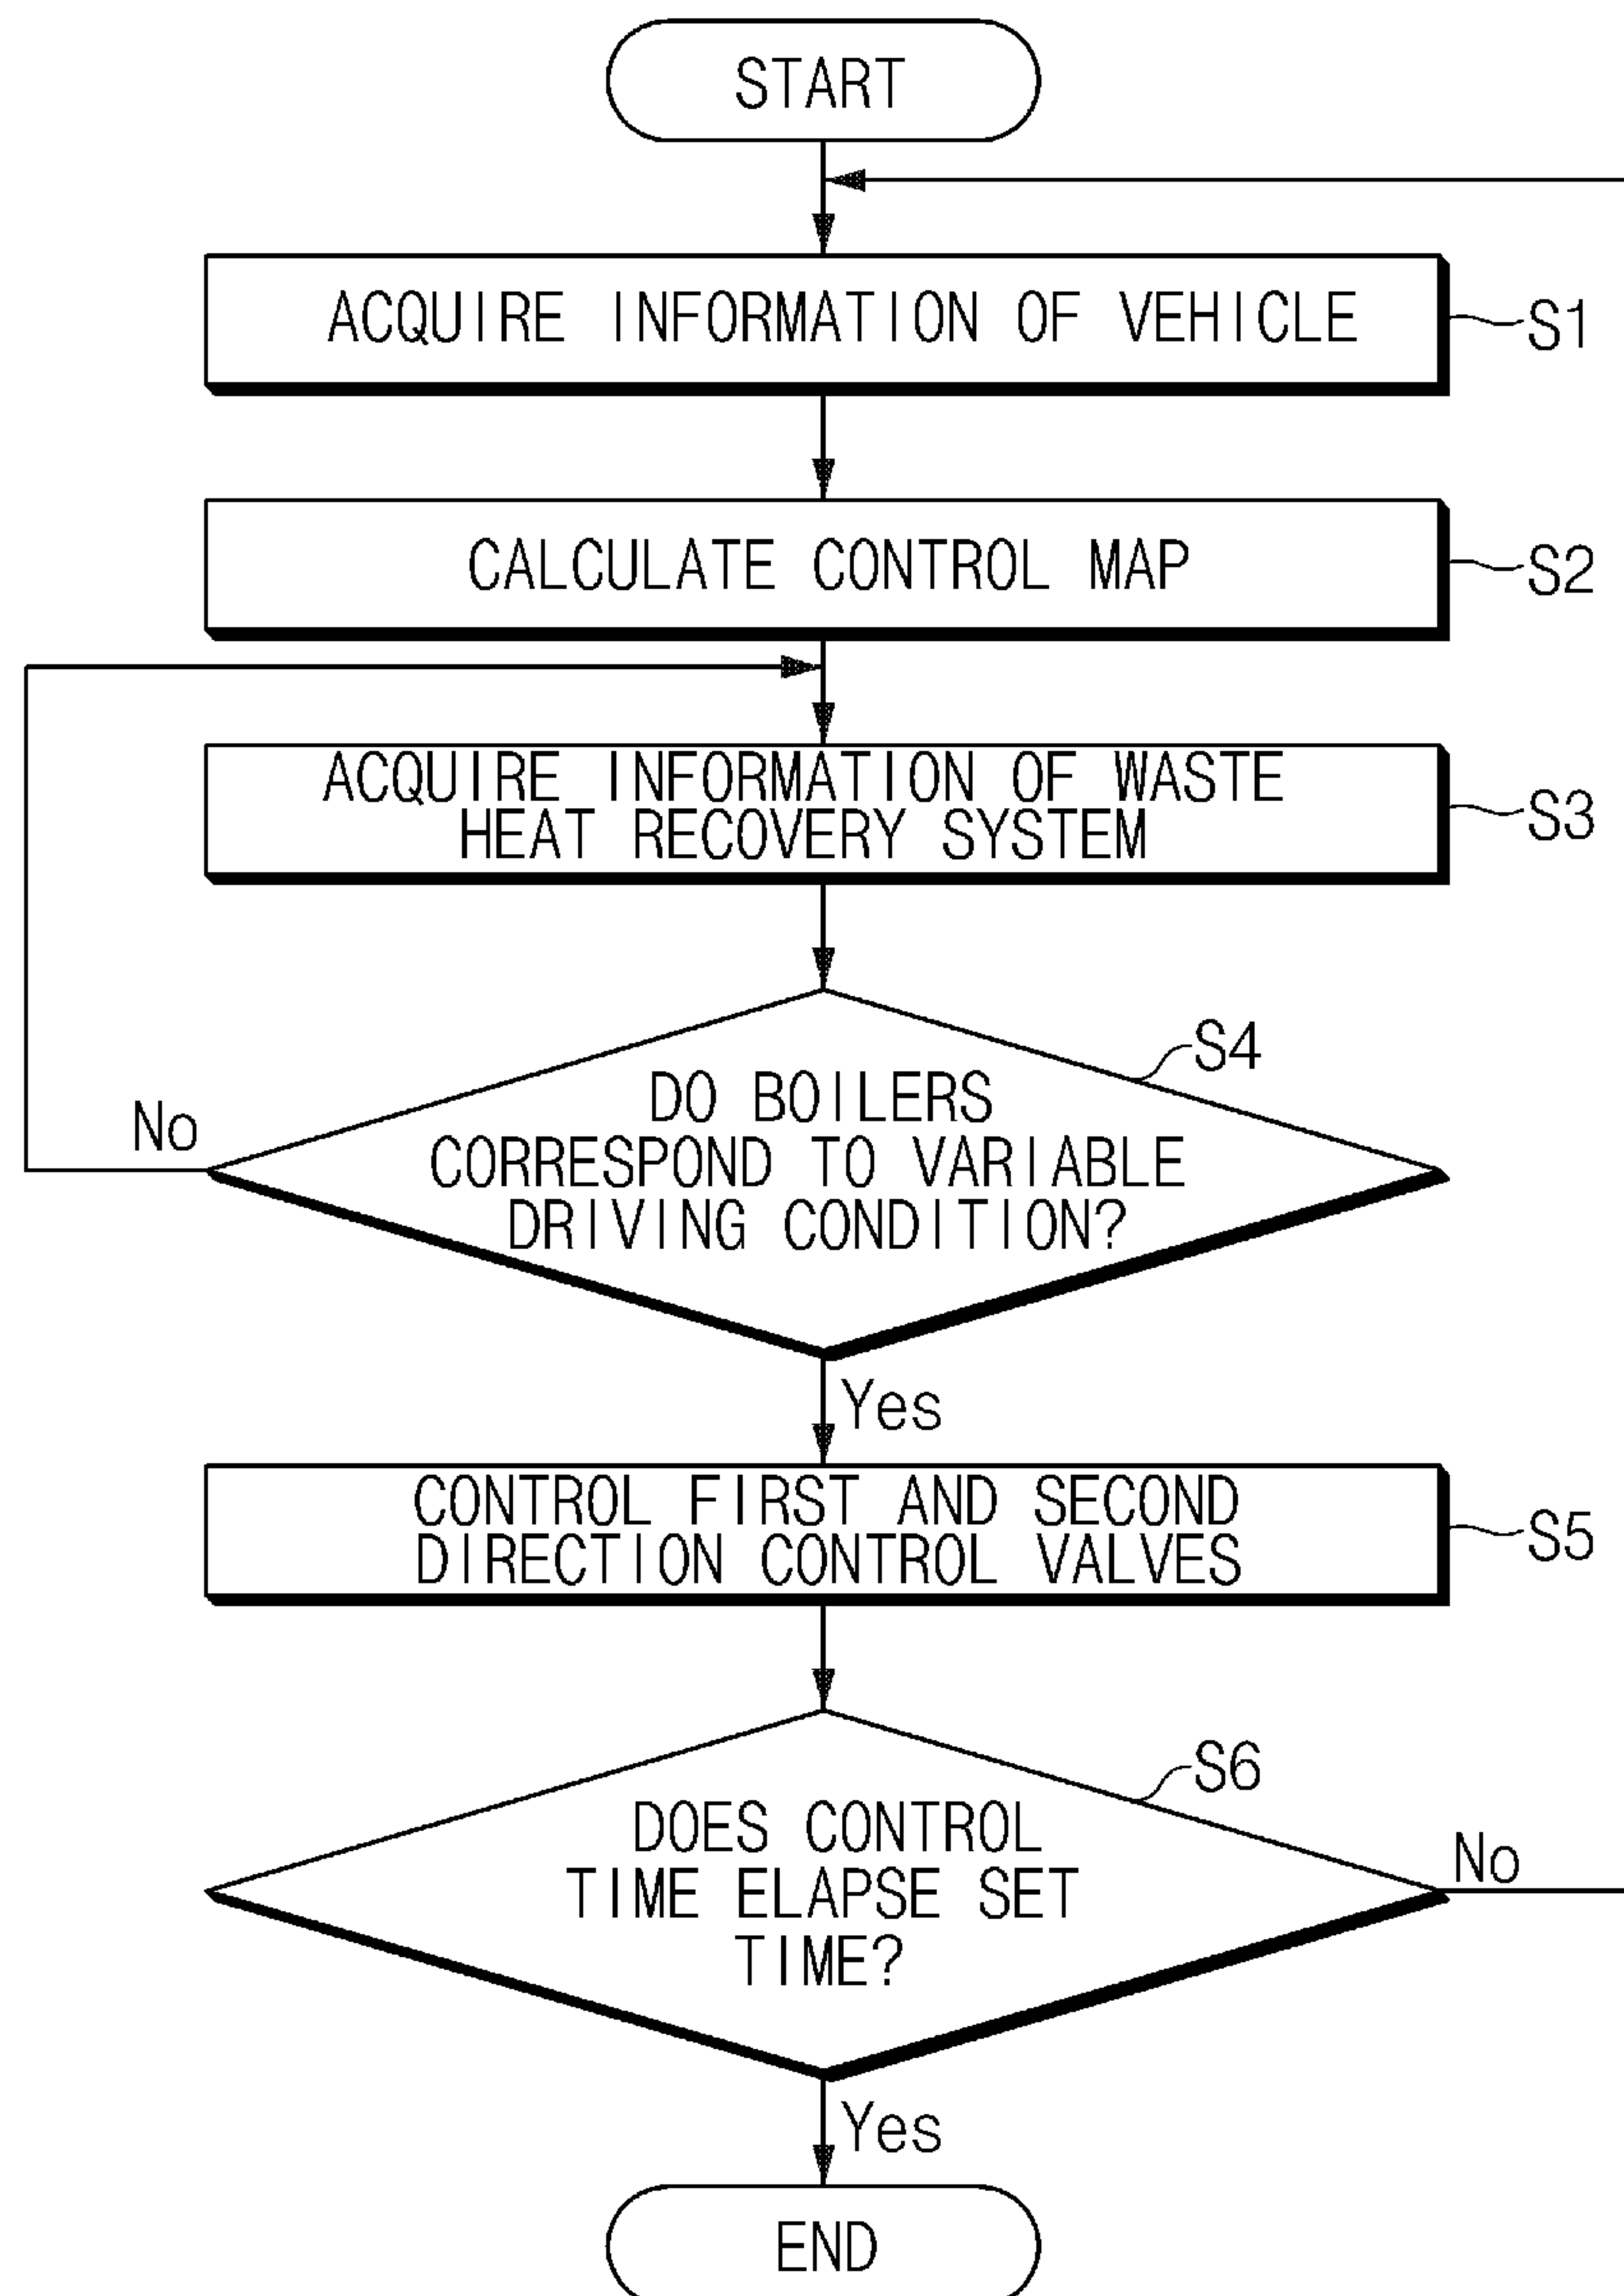 START
ACQUIRE INFORMATION OF VEHICLE
S1
CALCULATE CONTROL MAP
S2
ACQUIRE INFORMATION OF WASTE
HEAT RECOVERY SYSTEM
S3
S4
DO BOILERS
CORRESPOND TO VARIABLE
DRIVING CONDITION?
No
Yes
CONTROL FIRST AND SECOND
DIRECTION CONTROL VALVES
S5
S6
DOES CONTROL
TIME ELAPSE SET
TIME?
No
Yes
END